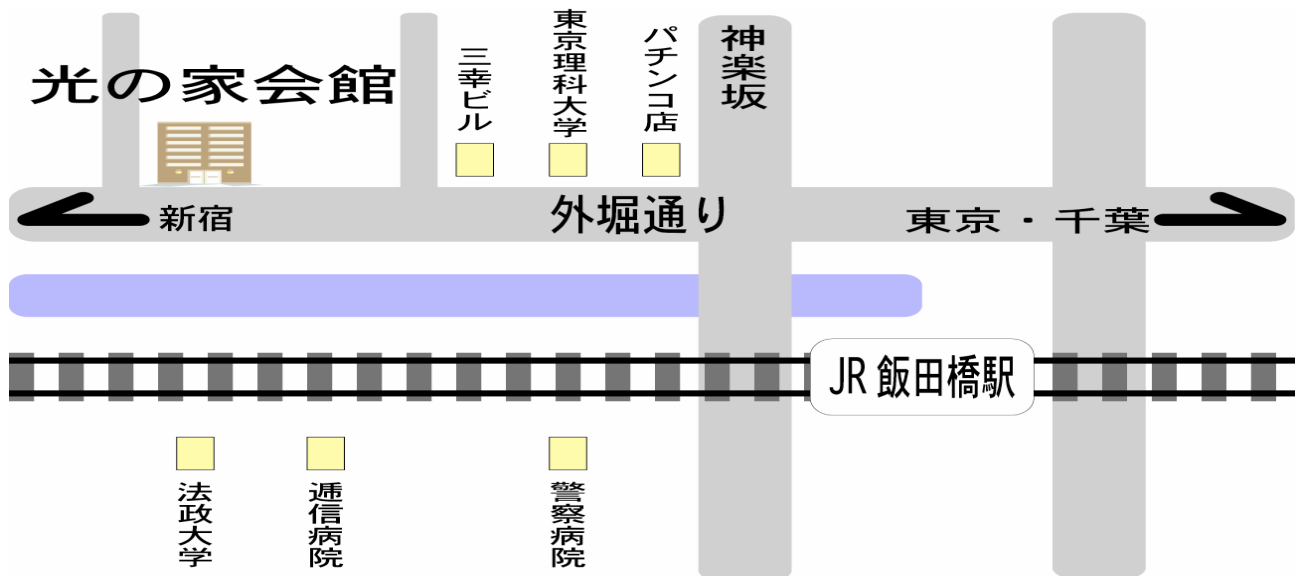 光の家会館
三幸ビル
東京理科大学
パチンコ店
神楽坂
新宿
外堀通り
東京・千葉
JR 飯田橋駅
法政大学
逓信病院
警察病院